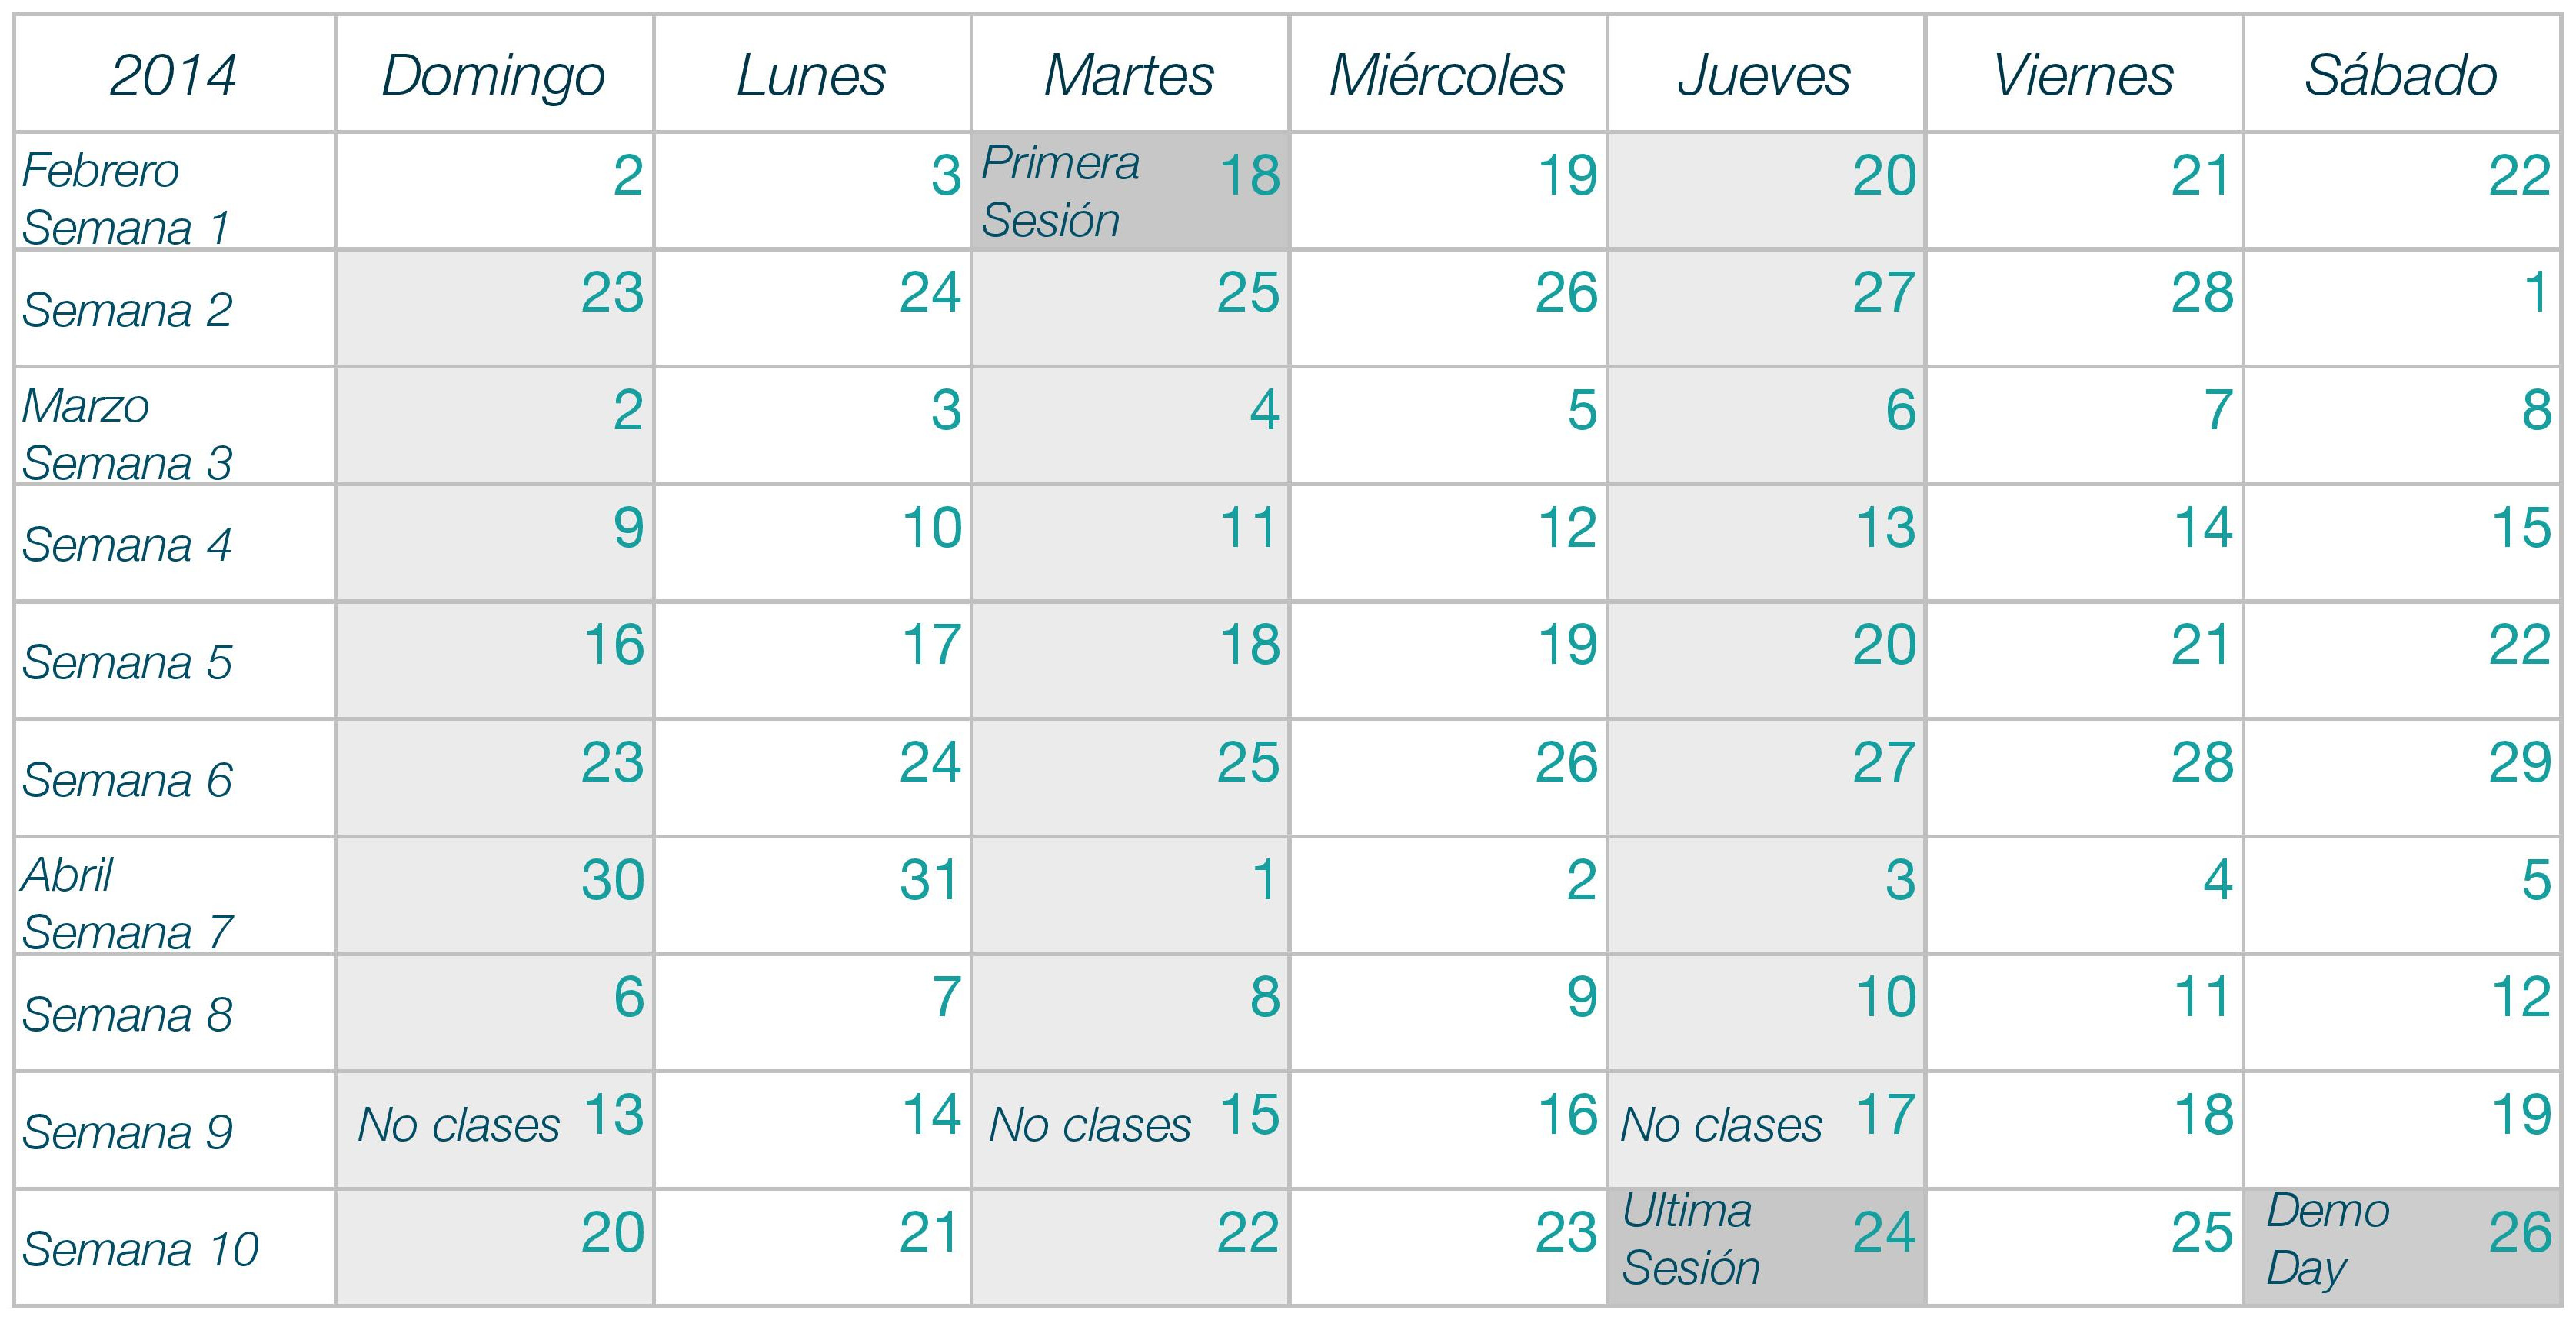 2014 Domingo Lunes Martes Miércoles Jueves Viernes Sábado
Febrero
Semana 1 2 3 Primera
Sesión 18 19 20 21 22
Semana 2 23 24 25 26 27 28 1
Marzo
Semana 3 2 3 4 5 6 7 8
Semana 4 9 10 11 12 13 14 15
Semana 5 16 17 18 19 20 21 22
Semana 6 23 24 25 26 27 28 29
Abril
Semana 7 30 31 1 2 3 4 5
Semana 8 6 7 8 9 10 11 12
Semana 9 No clases 13 14 No clases 15 16 No clases 17 18 19
Semana 10 20 21 22 23 Ultima
Sesión 24 25 Demo
Day 26